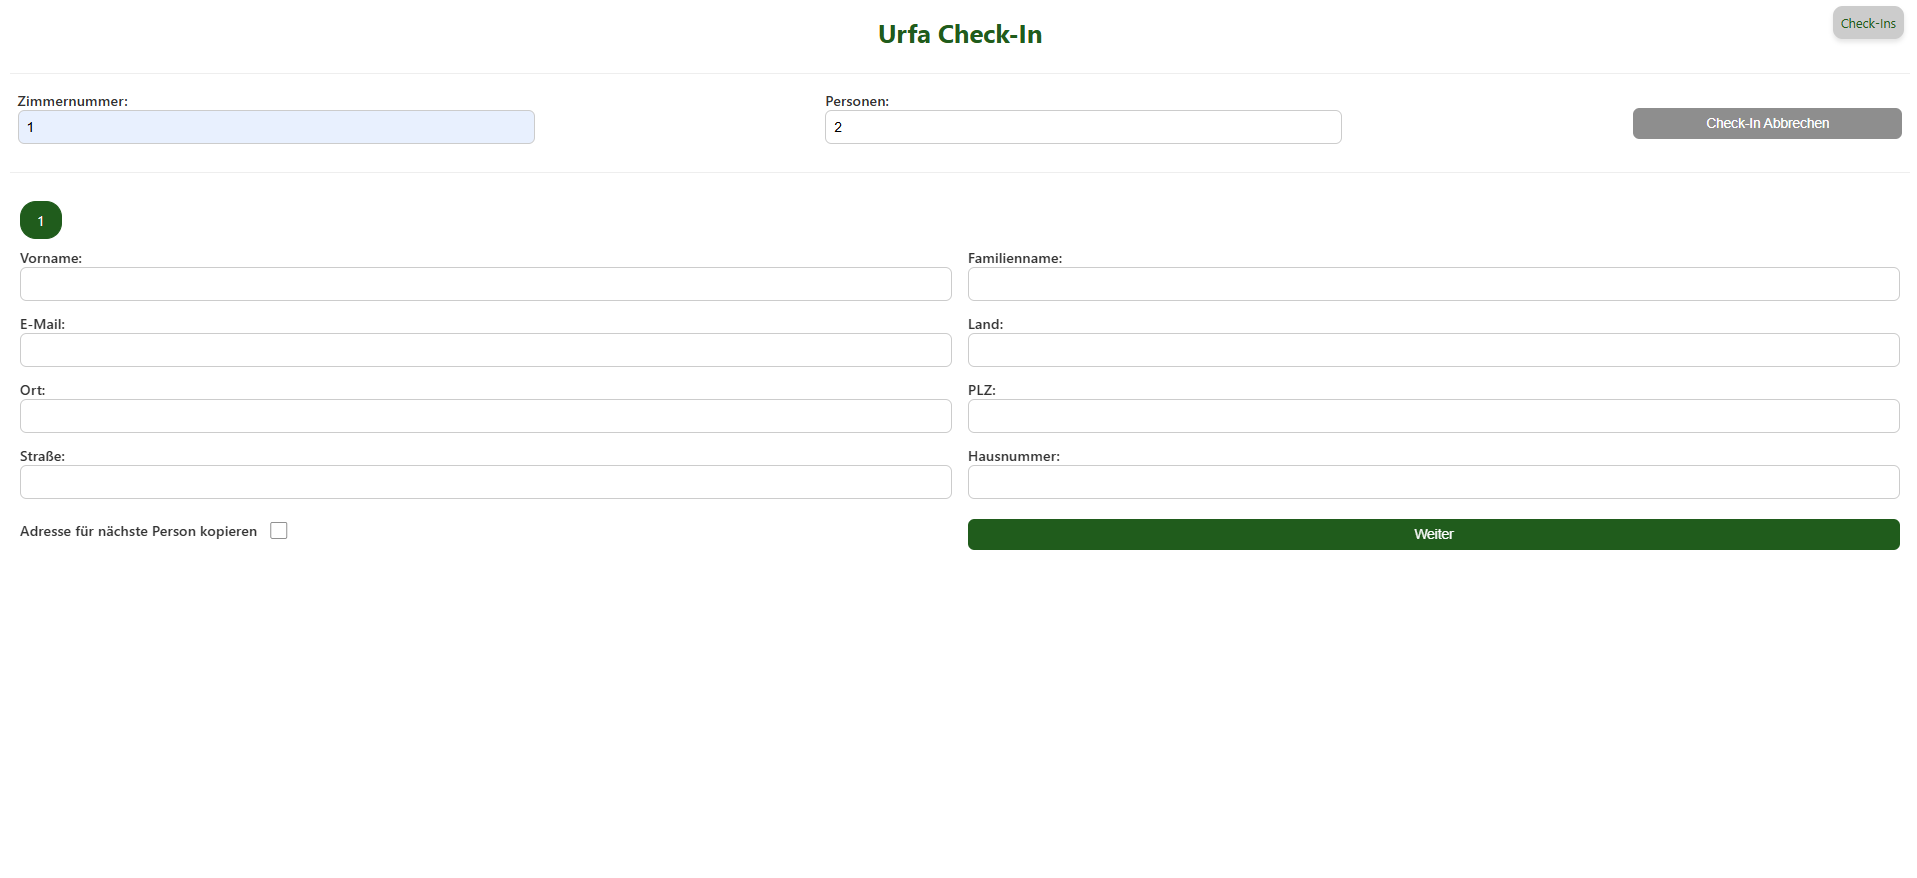 Urfa Check-In
Check-Ins
Zimmernummer:
1
Personen:
2
Check-In Abbrechen
1
Vorname:
Familienname:
E-Mail:
Land:
Ort:
PLZ:
Straße:
Hausnummer:
Adresse für nächste Person kopieren
Weiter